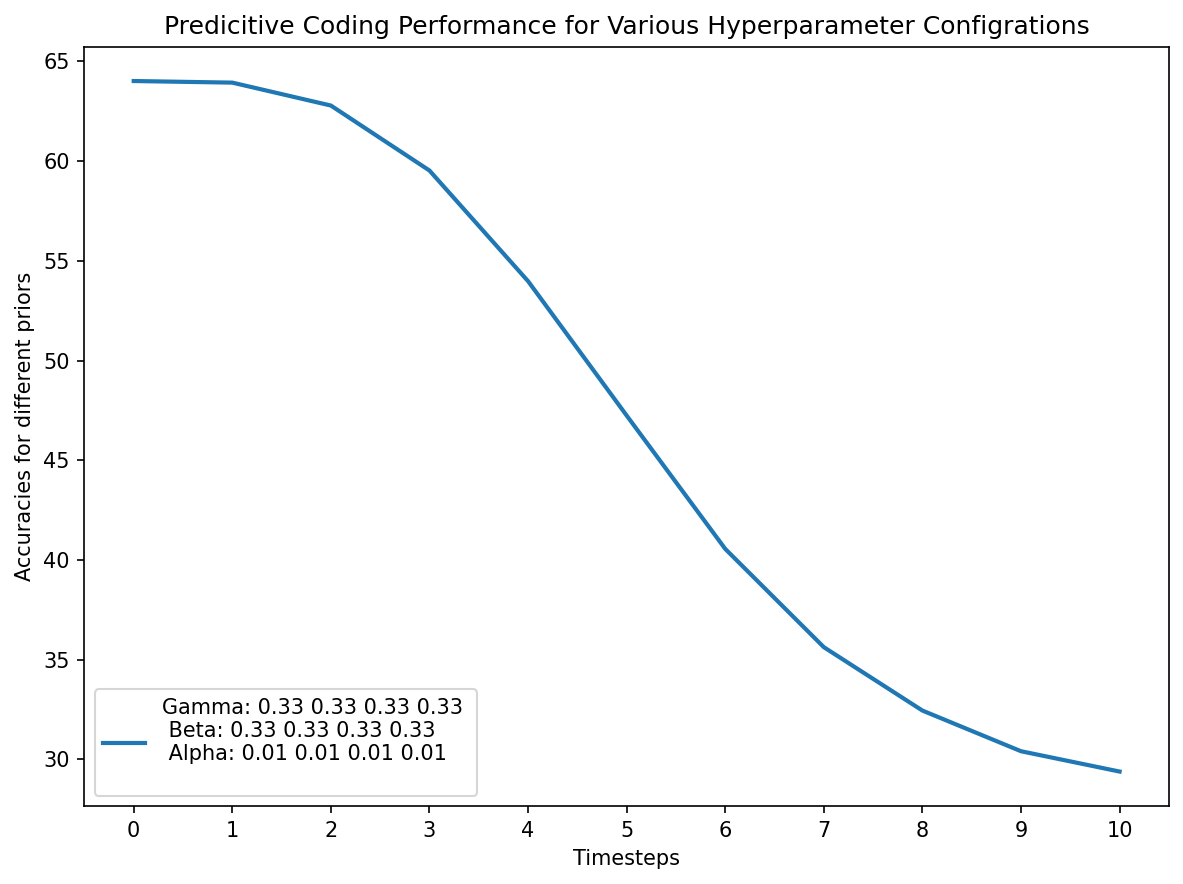 Predicitive Coding Performance for Various Hyperparameter Configrations
Accuracies for different priors
65
60
55
50
45
40
35
30
Gamma: 0.33 0.33 0.33 0.33
Beta: 0.33 0.33 0.33 0.33
Alpha: 0.01 0.01 0.01 0.01
0 1 2 3 4 5 6 7 8 9 10
Timesteps